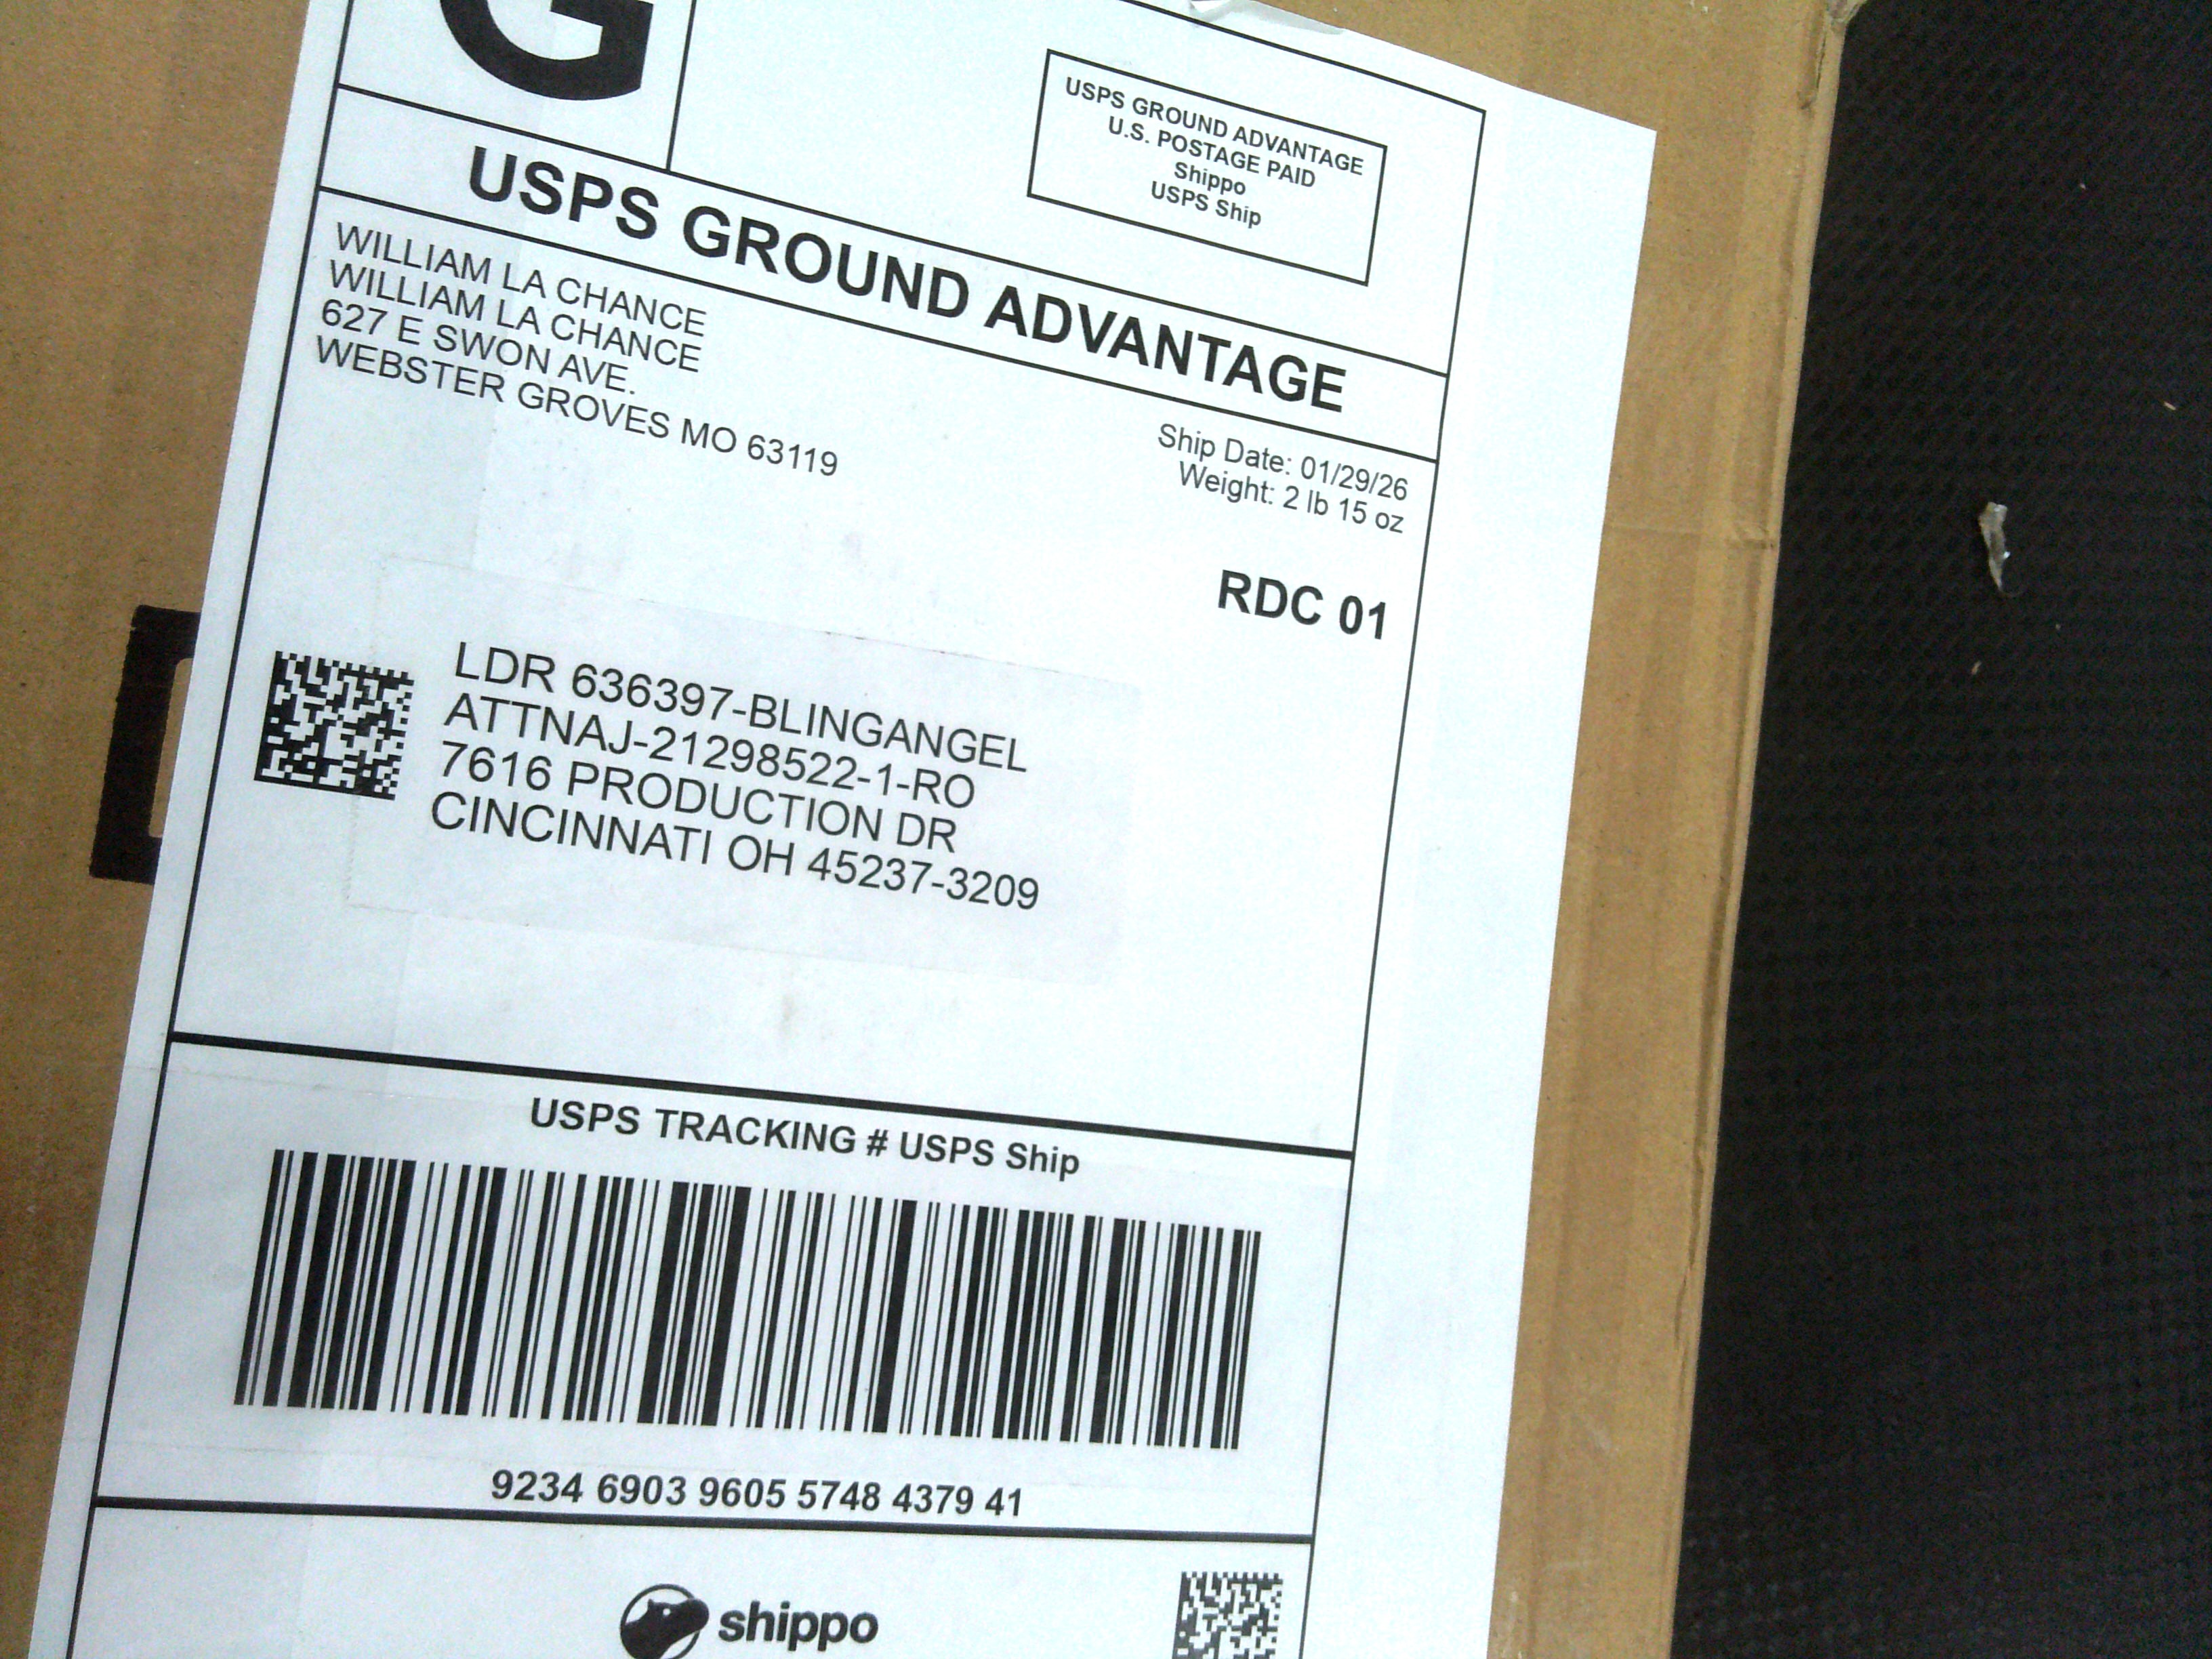 G
USPS GROUND ADVANTAGE
U.S. POSTAGE PAID
Shippo
USPS Ship
USPS GROUND ADVANTAGE
WILLIAM LA CHANCE
WILLIAM LA CHANCE
627 E SWON AVE.
WEBSTER GROVES MO 63119
Ship Date: 01/29/26
Weight: 2 lb 15 oz
RDC 01
LDR 636397-BLINGANGEL
ATTNAJ-21298522-1-RO
7616 PRODUCTION DR
CINCINNATI OH 45237-3209
USPS TRACKING # USPS Ship
9234 6903 9605 5748 4379 41
shippo